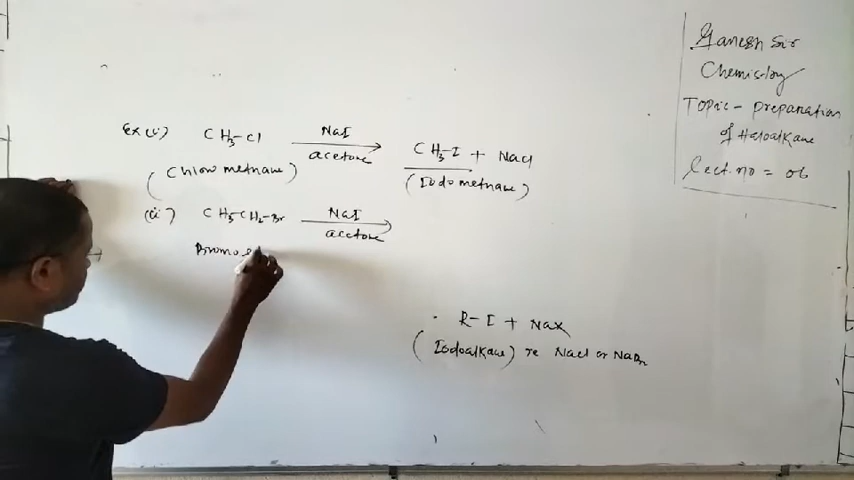 Ganesh Sir
Chemistry
Topic - preparation
of Haloalkane
Lect. no = 06
Ex (i) CH3-Cl NaI acetone CH3-I + NaCl
(Chloro methane) (Iodo methane)
(ii) CH3CH2-Br NaI acetone
Bromo e
R-I + NaX
(Iodoalkane) re NaCl or NaBr